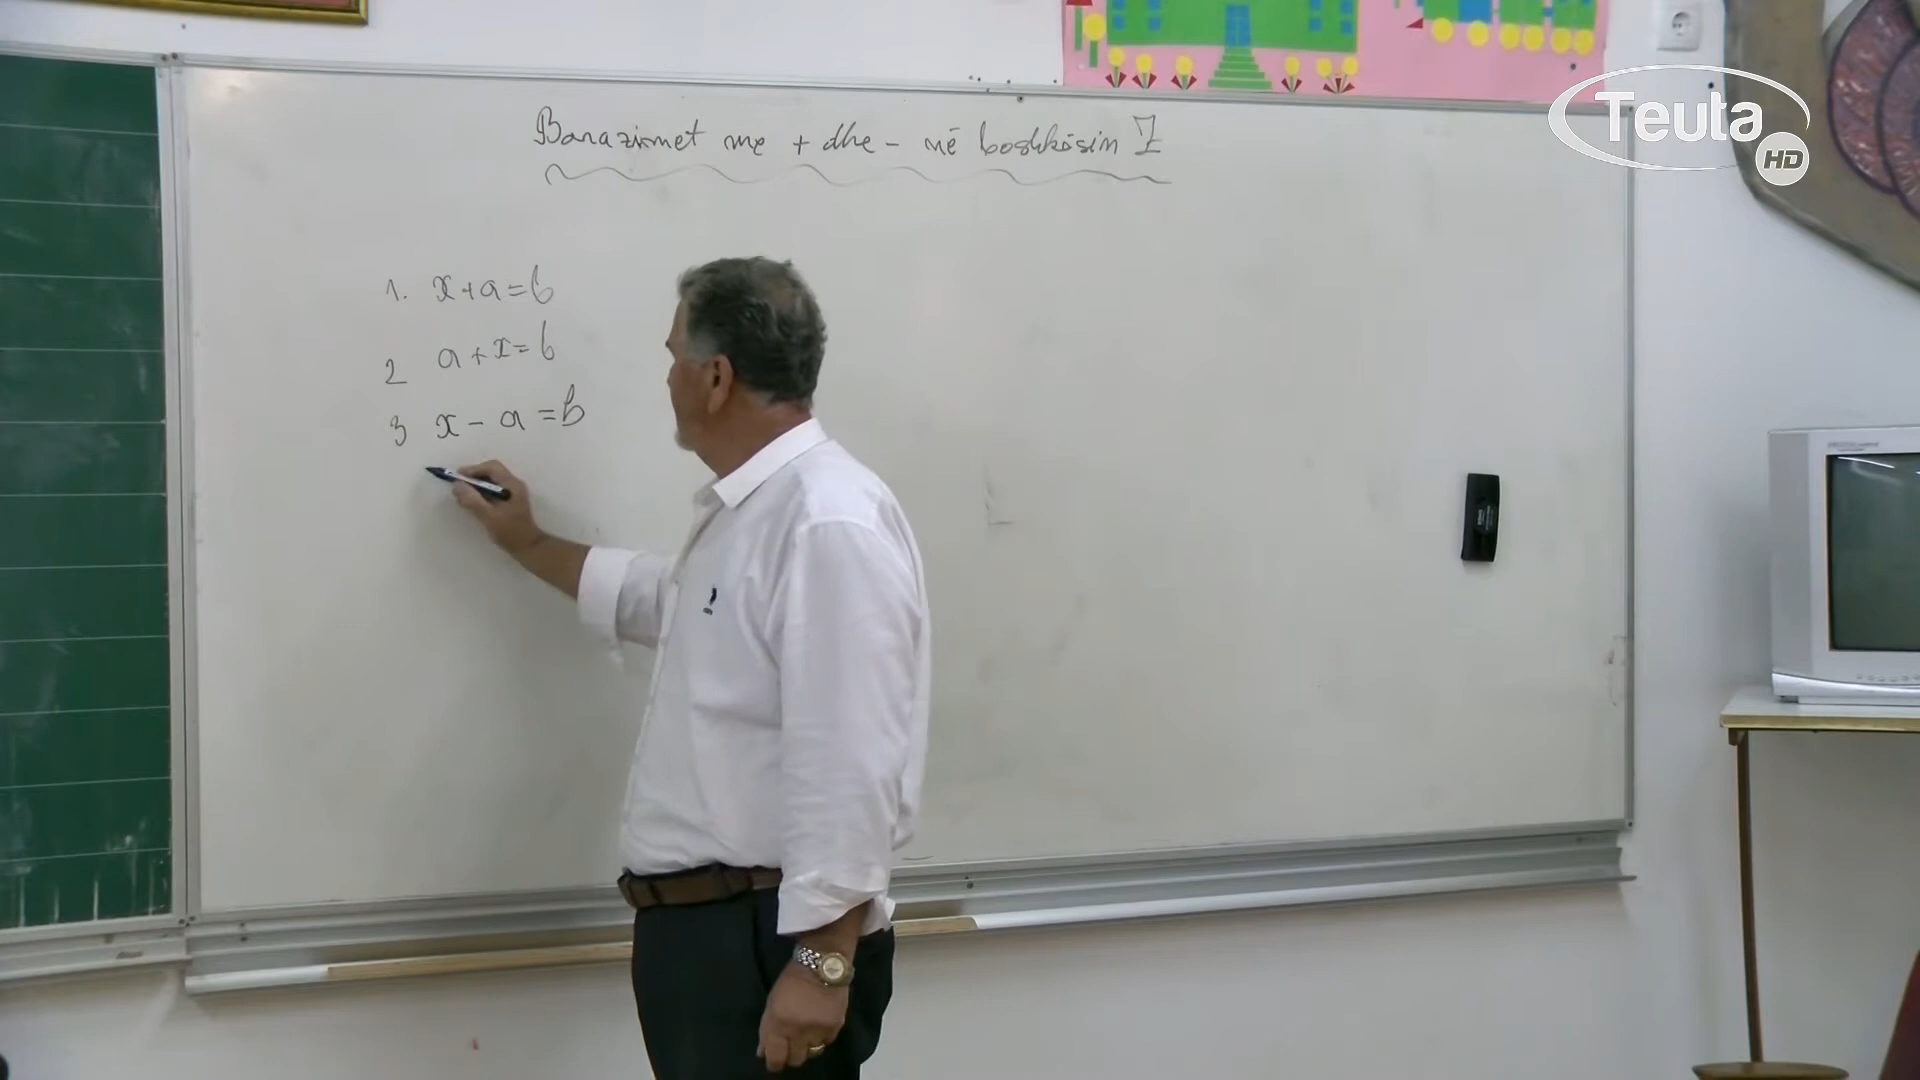 Barazimet me + dhe - në bashkësin Z
1. x+a=b
2 a+x=b
3 x-a=b
Teuta
HD